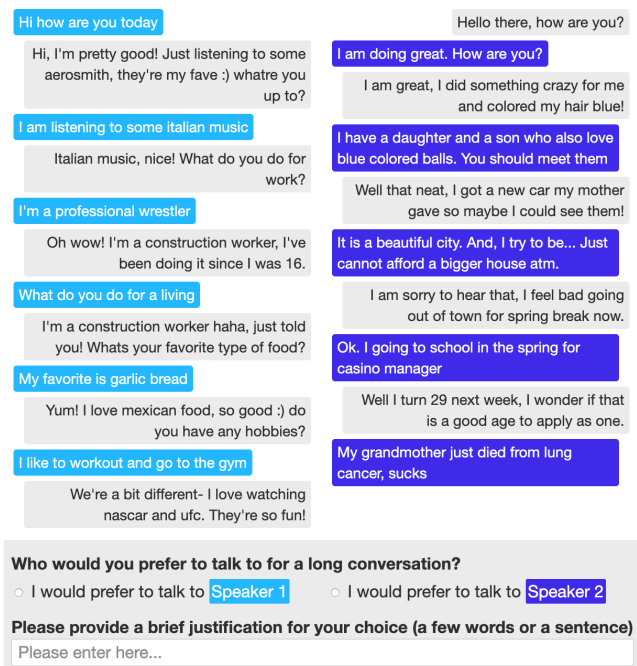 Hi how are you today
Hi, I'm pretty good! Just listening to some
aerosmith, they're my fave :) whatre you
up to?
I am listening to some italian music
Italian music, nice! What do you do for
work?
I'm a professional wrestler
Oh wow! I'm a construction worker, I've
been doing it since I was 16.
What do you do for a living
I'm a construction worker haha, just told
you! Whats your favorite type of food?
My favorite is garlic bread
Yum! I love mexican food, so good :) do
you have any hobbies?
I like to workout and go to the gym
We're a bit different- I love watching
nascar and ufc. They're so fun!
Hello there, how are you?
I am doing great. How are you?
I am great, I did something crazy for me
and colored my hair blue!
I have a daughter and a son who also love
blue colored balls. You should meet them
Well that neat, I got a new car my mother
gave so maybe I could see them!
It is a beautiful city. And, I try to be... Just
cannot afford a bigger house atm.
I am sorry to hear that, I feel bad going
out of town for spring break now.
Ok. I going to school in the spring for
casino manager
Well I turn 29 next week, I wonder if that
is a good age to apply as one.
My grandmother just died from lung
cancer, sucks
Who would you prefer to talk to for a long conversation?
I would prefer to talk to Speaker 1
I would prefer to talk to Speaker 2
Please provide a brief justification for your choice (a few words or a sentence)
Please enter here...